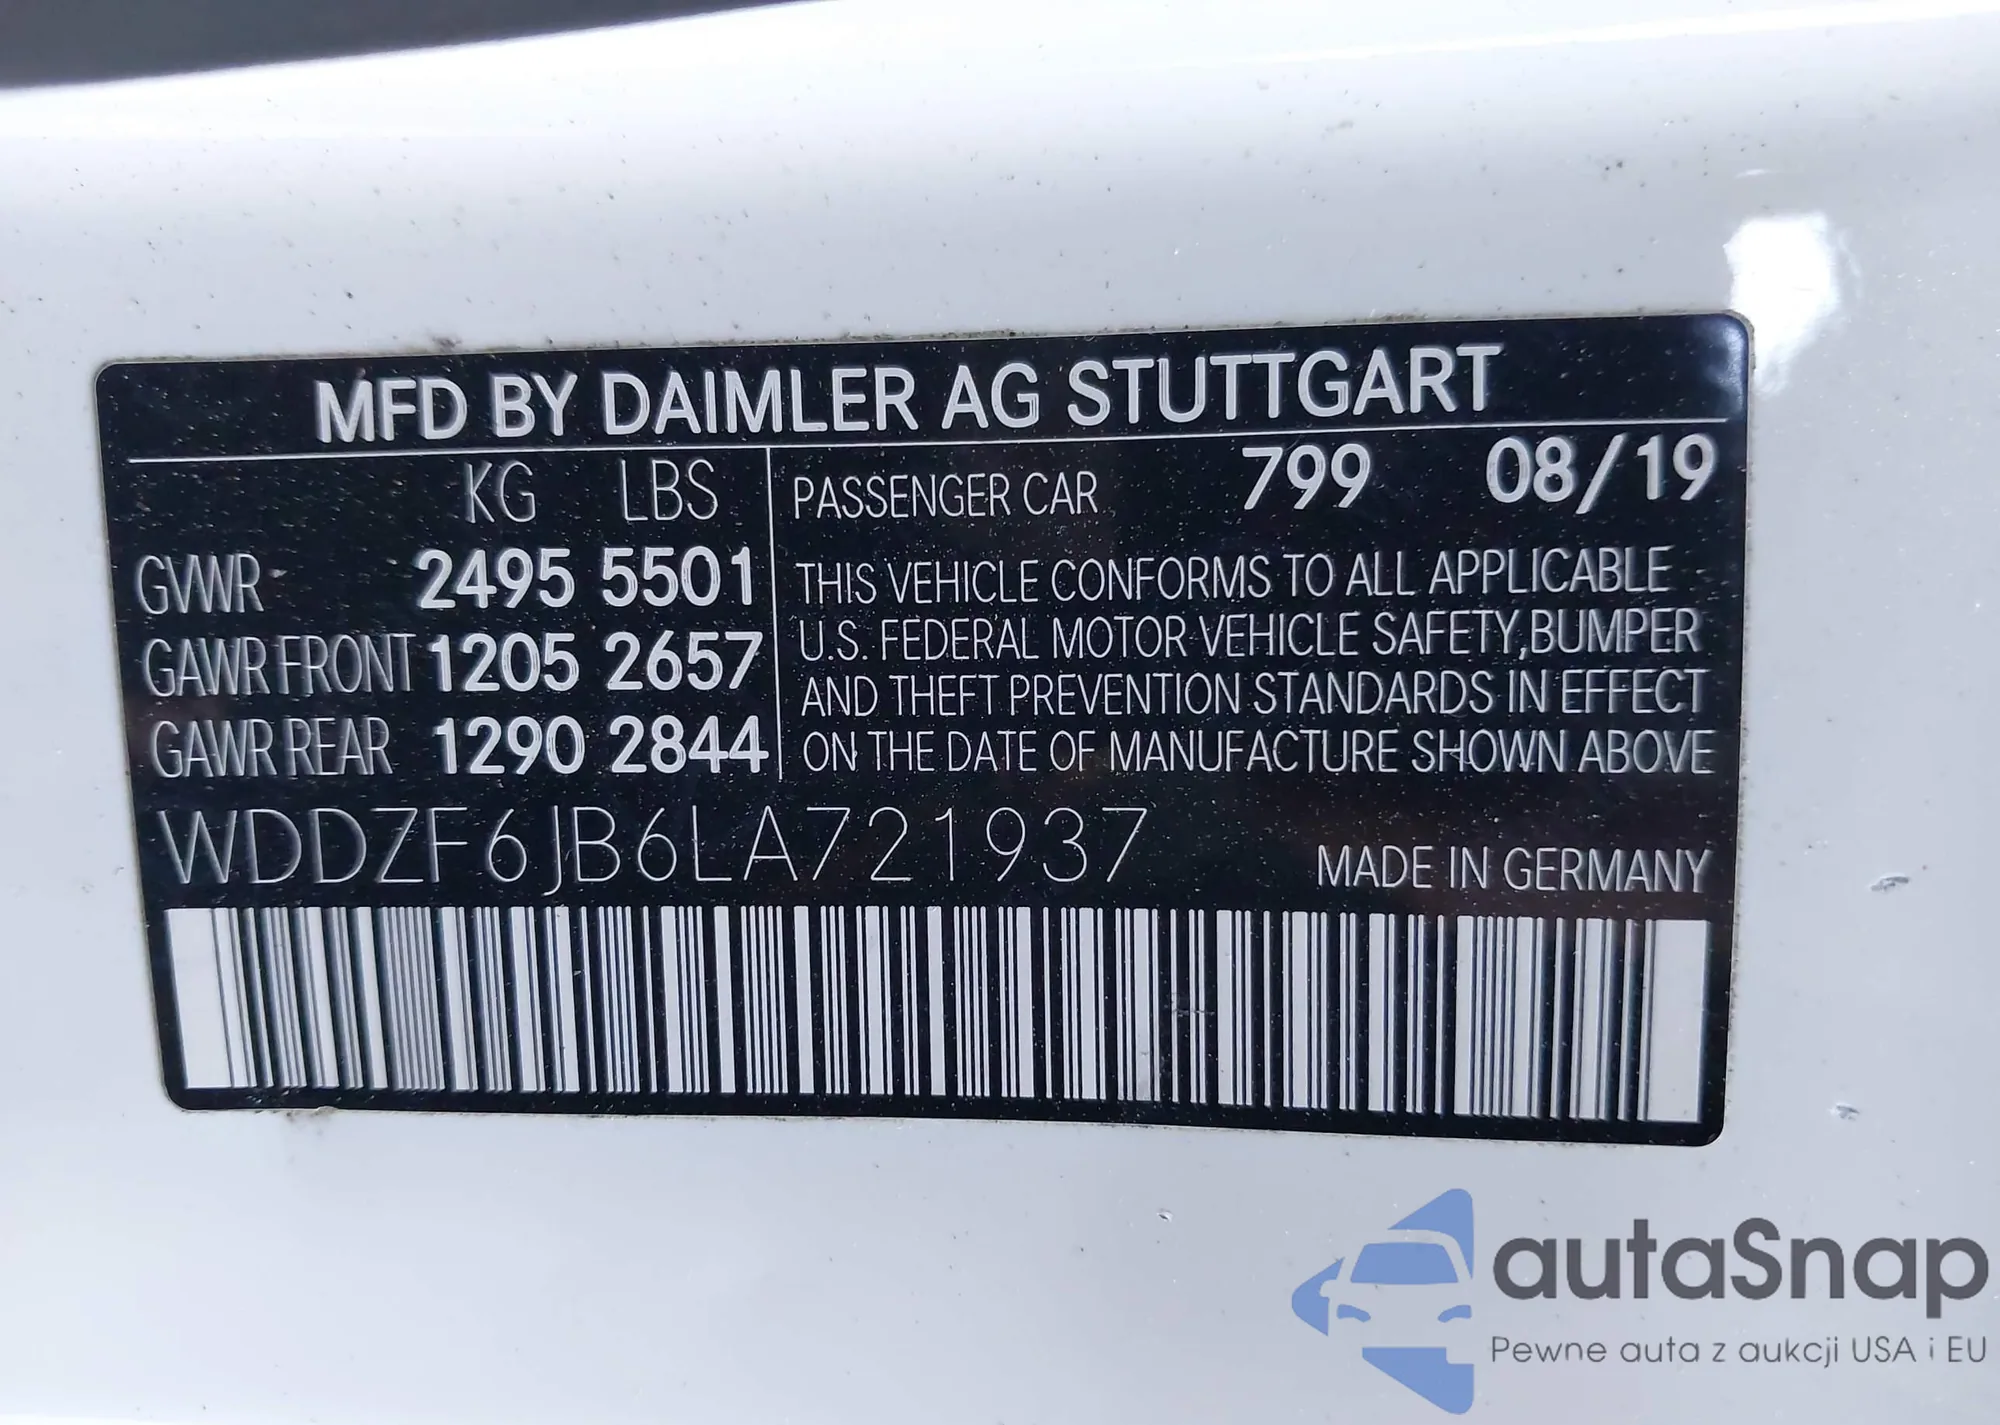 MFD BY DAIMLER AG STUTTGART
KG LBS
GVWR 2495 5501
GAWR FRONT 1205 2657
GAWR REAR 1290 2844
PASSENGER CAR 799 08/19
THIS VEHICLE CONFORMS TO ALL APPLICABLE
U.S. FEDERAL MOTOR VEHICLE SAFETY, BUMPER
AND THEFT PREVENTION STANDARDS IN EFFECT
ON THE DATE OF MANUFACTURE SHOWN ABOVE
WDDZF6JB6LA721937
MADE IN GERMANY
autaSnap
Pewne auta z aukcji USA i EU